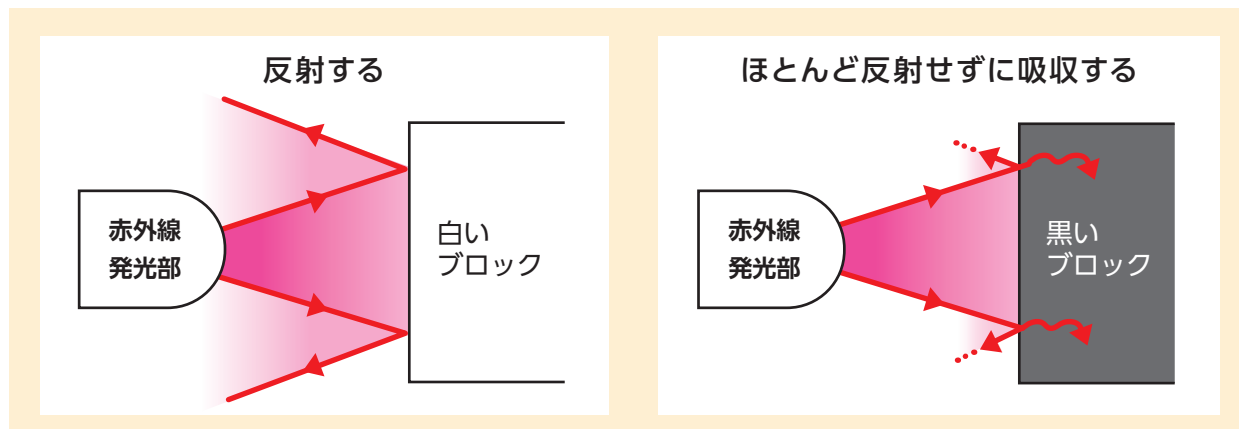 反射する
赤外線
発光部
白い
ブロック
ほとんど反射せずに吸収する
赤外線
発光部
黒い
ブロック